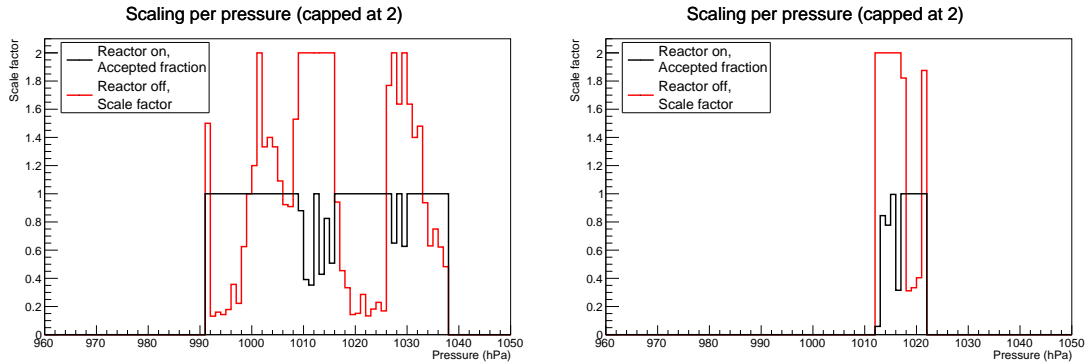 Scaling per pressure (capped at 2)
Scale factor
2
1.8
1.6
1.4
1.2
1
0.8
0.6
0.4
0.2
0
Reactor on,
Accepted fraction
Reactor off,
Scale factor
960 970 980 990 1000 1010 1020 1030 1040 1050
Pressure (hPa)
Scaling per pressure (capped at 2)
Scale factor
2
1.8
1.6
1.4
1.2
1
0.8
0.6
0.4
0.2
0
Reactor on,
Accepted fraction
Reactor off,
Scale factor
960 970 980 990 1000 1010 1020 1030 1040 1050
Pressure (hPa)